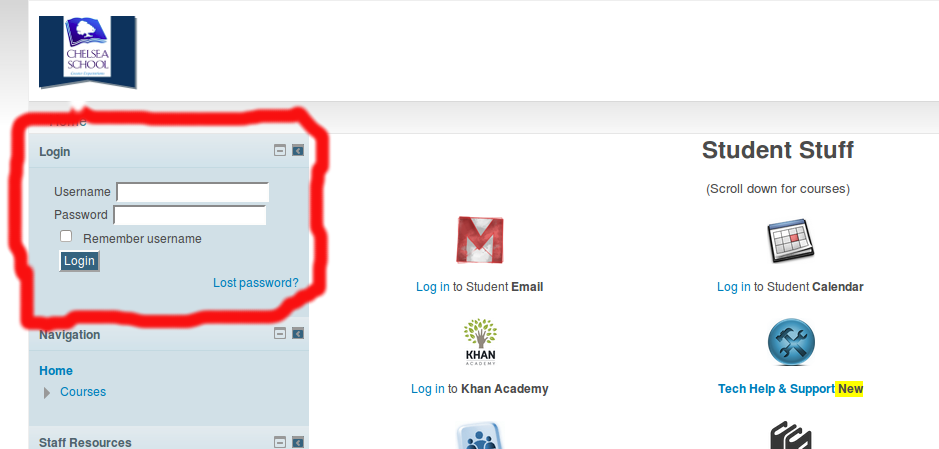 CHELSEA
SCHOOL
Home
Login
Username
Password
Remember username
Login
Lost password?
Navigation
Home
Courses
Staff Resources
Student Stuff
(Scroll down for courses)
Log in to Student Email
Log in to Student Calendar
KHAN
ACADEMY
Log in to Khan Academy
Tech Help & Support New